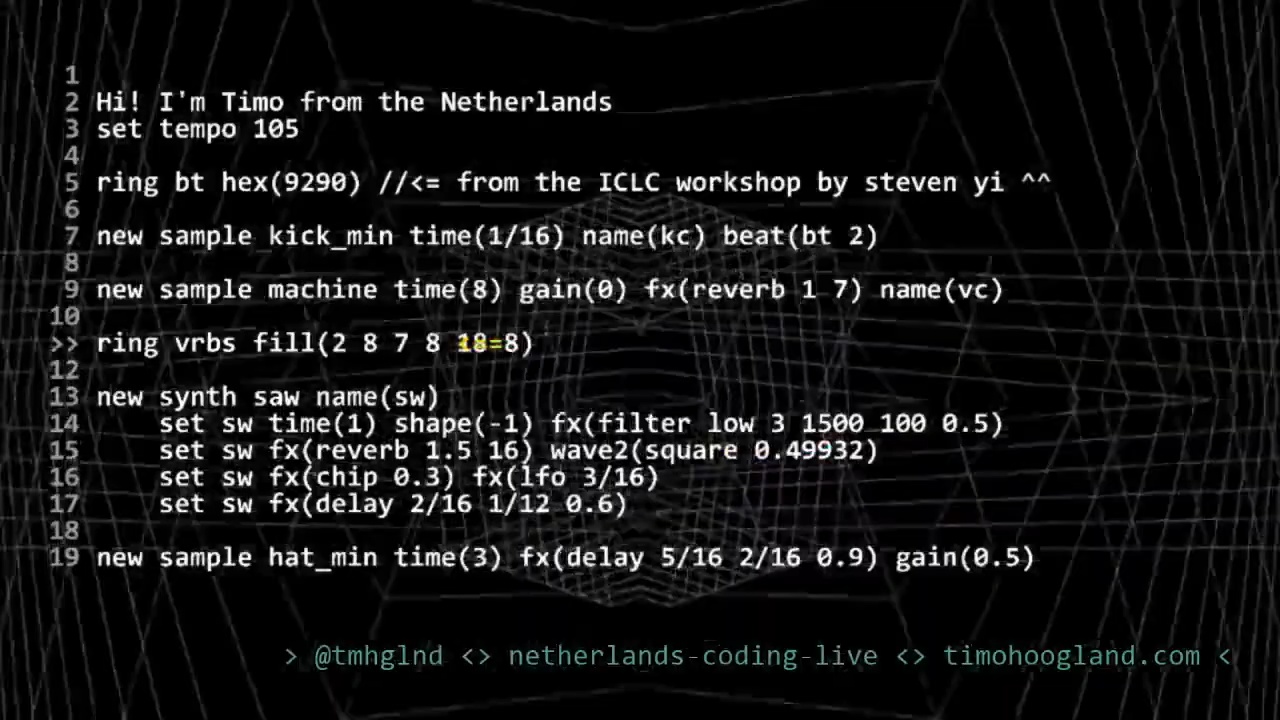 1
2 Hi! I'm Timo from the Netherlands
3 set tempo 105
4
5 ring bt hex(9290) //<= from the ICLC workshop by steven yi ^^
6
7 new sample kick_min time(1/16) name(kc) beat(bt 2)
8
9 new sample machine time(8) gain(0) fx(reverb 1 7) name(vc)
10
>> ring vrbs fill(2 8 7 8 8)
12
13 new synth saw name(sw)
14 set sw time(1) shape(-1) fx(filter low 3 1500 100 0.5)
15 set sw fx(reverb 1.5 16) wave2(square 0.49932)
16 set sw fx(chip 0.3) fx(lfo 3/16)
17 set sw fx(delay 2/16 1/12 0.6)
18
19 new sample hat_min time(3) fx(delay 5/16 2/16 0.9) gain(0.5)
> @tmhglnd <> netherlands-coding-live <> timohoogland.com <